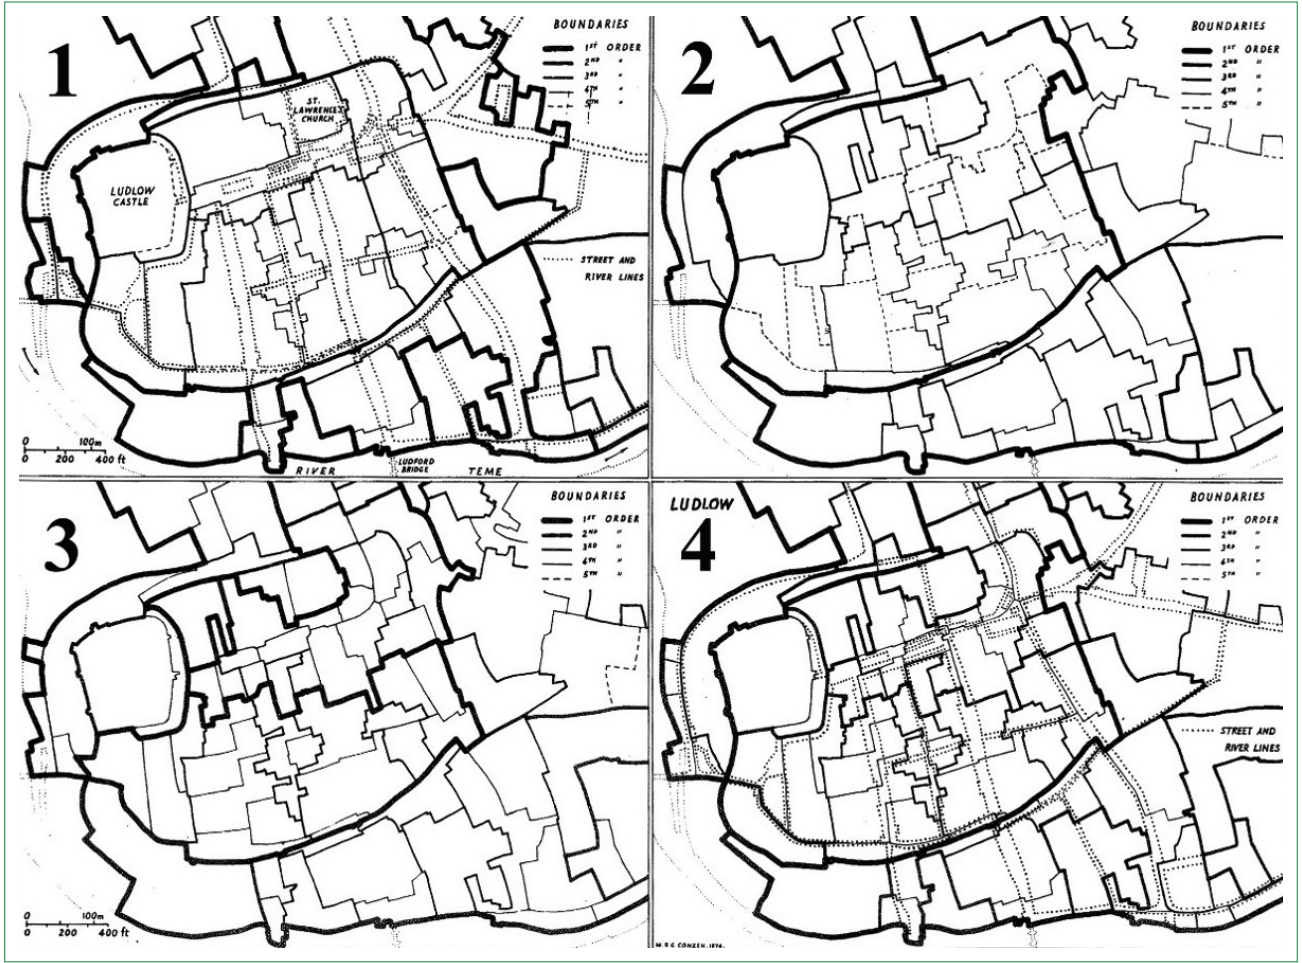 1
BOUNDARIES
1ST ORDER
2ND "
3RD "
4TH "
5TH "
ST. LAWRENCE'S
CHURCH
LUDLOW
CASTLE
STREET AND
RIVER LINES
0 100m
0 200 400 ft
RIVER TEME
LUDFORD
BRIDGE
2
BOUNDARIES
1ST ORDER
2ND "
3RD "
4TH "
5TH "
3
BOUNDARIES
1ST ORDER
2ND "
3RD "
4TH "
5TH "
0 100m
0 200 400 ft
LUDLOW
4
BOUNDARIES
1ST ORDER
2ND "
3RD "
4TH "
5TH "
STREET AND
RIVER LINES
M.R.G CONZEN. 1976.